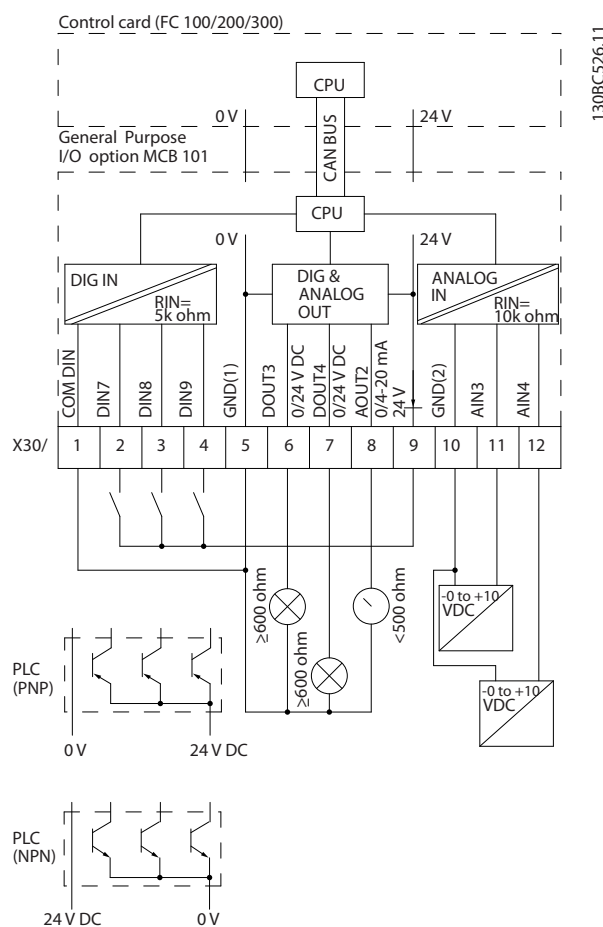 Control card (FC 100/200/300)
130BC526.11
CPU
0 V
24 V
CAN BUS
General Purpose
I/O option MCB 101
CPU
0 V
24 V
DIG IN
RIN=
5k ohm
DIG &
ANALOG
OUT
ANALOG
IN
RIN=
10k ohm
COM DIN
DIN7
DIN8
DIN9
GND(1)
DOUT3
0/24 V DC
DOUT4
0/24 V DC
AOUT2
0/4-20 mA
24 V
GND(2)
AIN3
AIN4
X30/ 1 2 3 4 5 6 7 8 9 10 11 12
≥600 ohm
≥600 ohm
<500 ohm
-0 to +10
VDC
-0 to +10
VDC
PLC
(PNP)
0 V
24 V DC
PLC
(NPN)
24 V DC
0 V